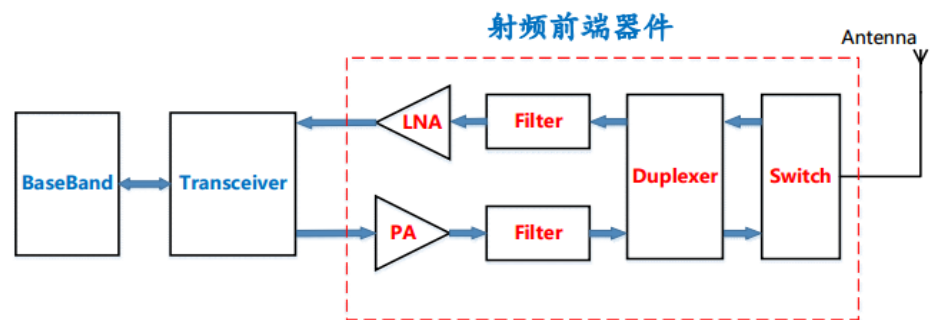 射频前端器件
Antenna
LNA
Filter
BaseBand
Transceiver
Duplexer
Switch
PA
Filter